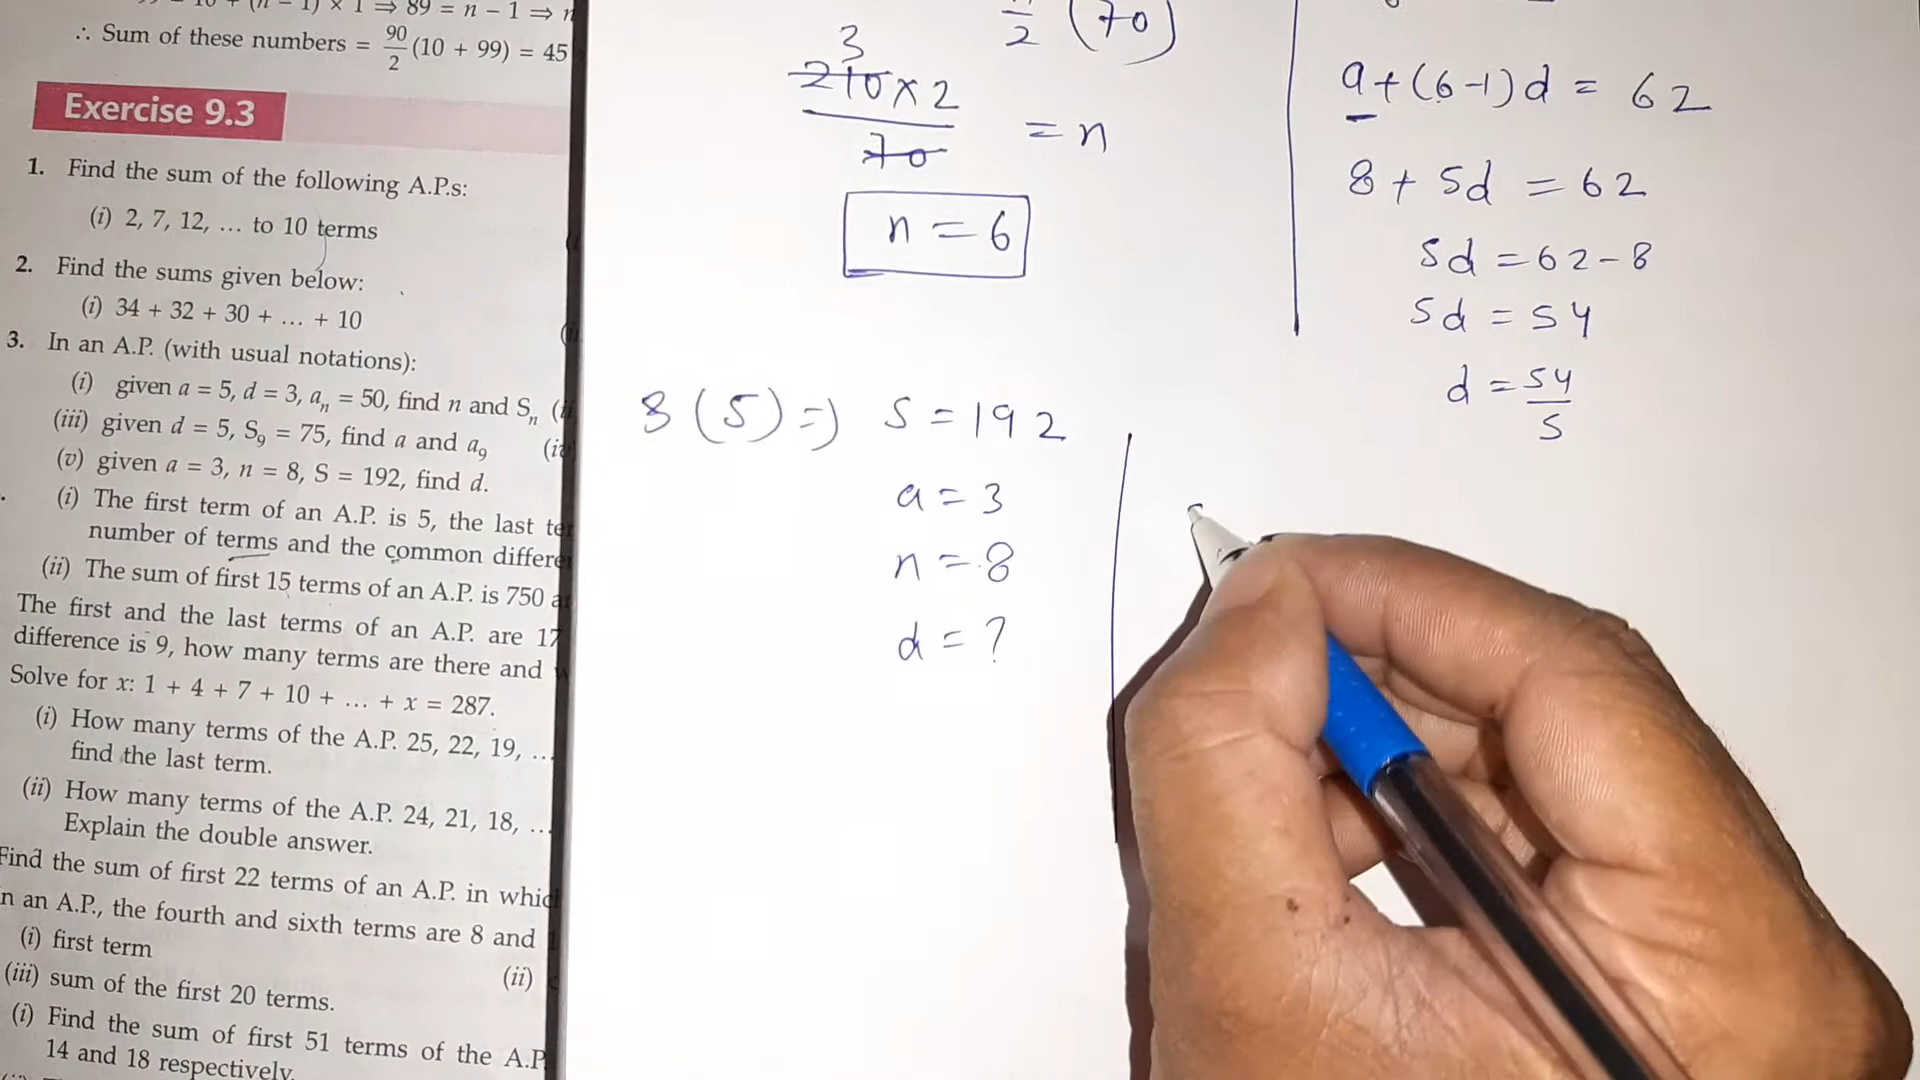 (n − 1) × 1 ⇒ 89 = n − 1 ⇒ n
∴ Sum of these numbers = 90/2 (10 + 99) = 45
Exercise 9.3
1. Find the sum of the following A.P.s:
(i) 2, 7, 12, ... to 10 terms
2. Find the sums given below:
(i) 34 + 32 + 30 + ... + 10
3. In an A.P. (with usual notations):
(i) given a = 5, d = 3, aₙ = 50, find n and Sₙ
(iii) given d = 5, S₉ = 75, find a and a₉
(v) given a = 3, n = 8, S = 192, find d.
(i) The first term of an A.P. is 5, the last
number of terms and the common
(ii) The sum of first 15 terms of an A.P. is 750
The first and the last terms of an A.P. are 17
difference is 9, how many terms are there and
Solve for x: 1 + 4 + 7 + 10 + ... + x = 287.
(i) How many terms of the A.P. 25, 22, 19, ...
find the last term.
(ii) How many terms of the A.P. 24, 21, 18, ...
Explain the double answer.
Find the sum of first 22 terms of an A.P. in
n an A.P., the fourth and sixth terms are 8 and
(i) first term (ii)
(iii) sum of the first 20 terms.
(i) Find the sum of first 51 terms of the A.P.
14 and 18 respectively.
2 (70)
3
210 × 2
70
= n
n = 6
a + (6-1)d = 62
8 + 5d = 62
5d = 62 - 8
5d = 54
d = 54/5
3 (5) => S = 192
a = 3
n = 8
d = ?